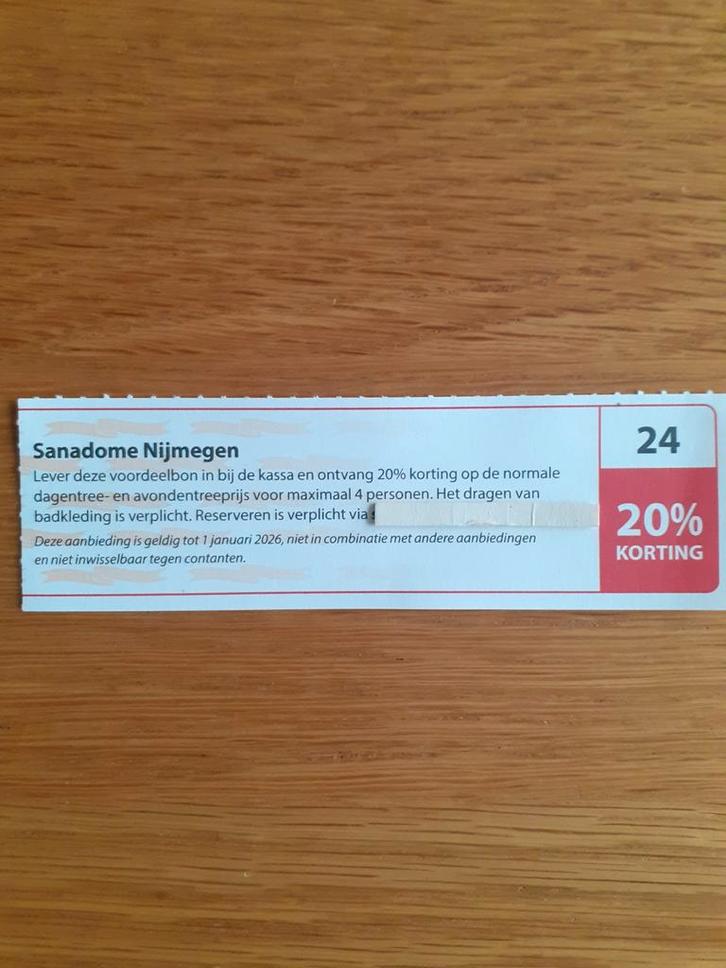 Sanadome Nijmegen
Lever deze voordeelbon in bij de kassa en ontvang 20% korting op de normale
dagentree- en avondentreeprijs voor maximaal 4 personen. Het dragen van
badkleding is verplicht. Reserveren is verplicht via
Deze aanbieding is geldig tot 1 januari 2026, niet in combinatie met andere aanbiedingen
en niet inwisselbaar tegen contanten.
24
20%
KORTING